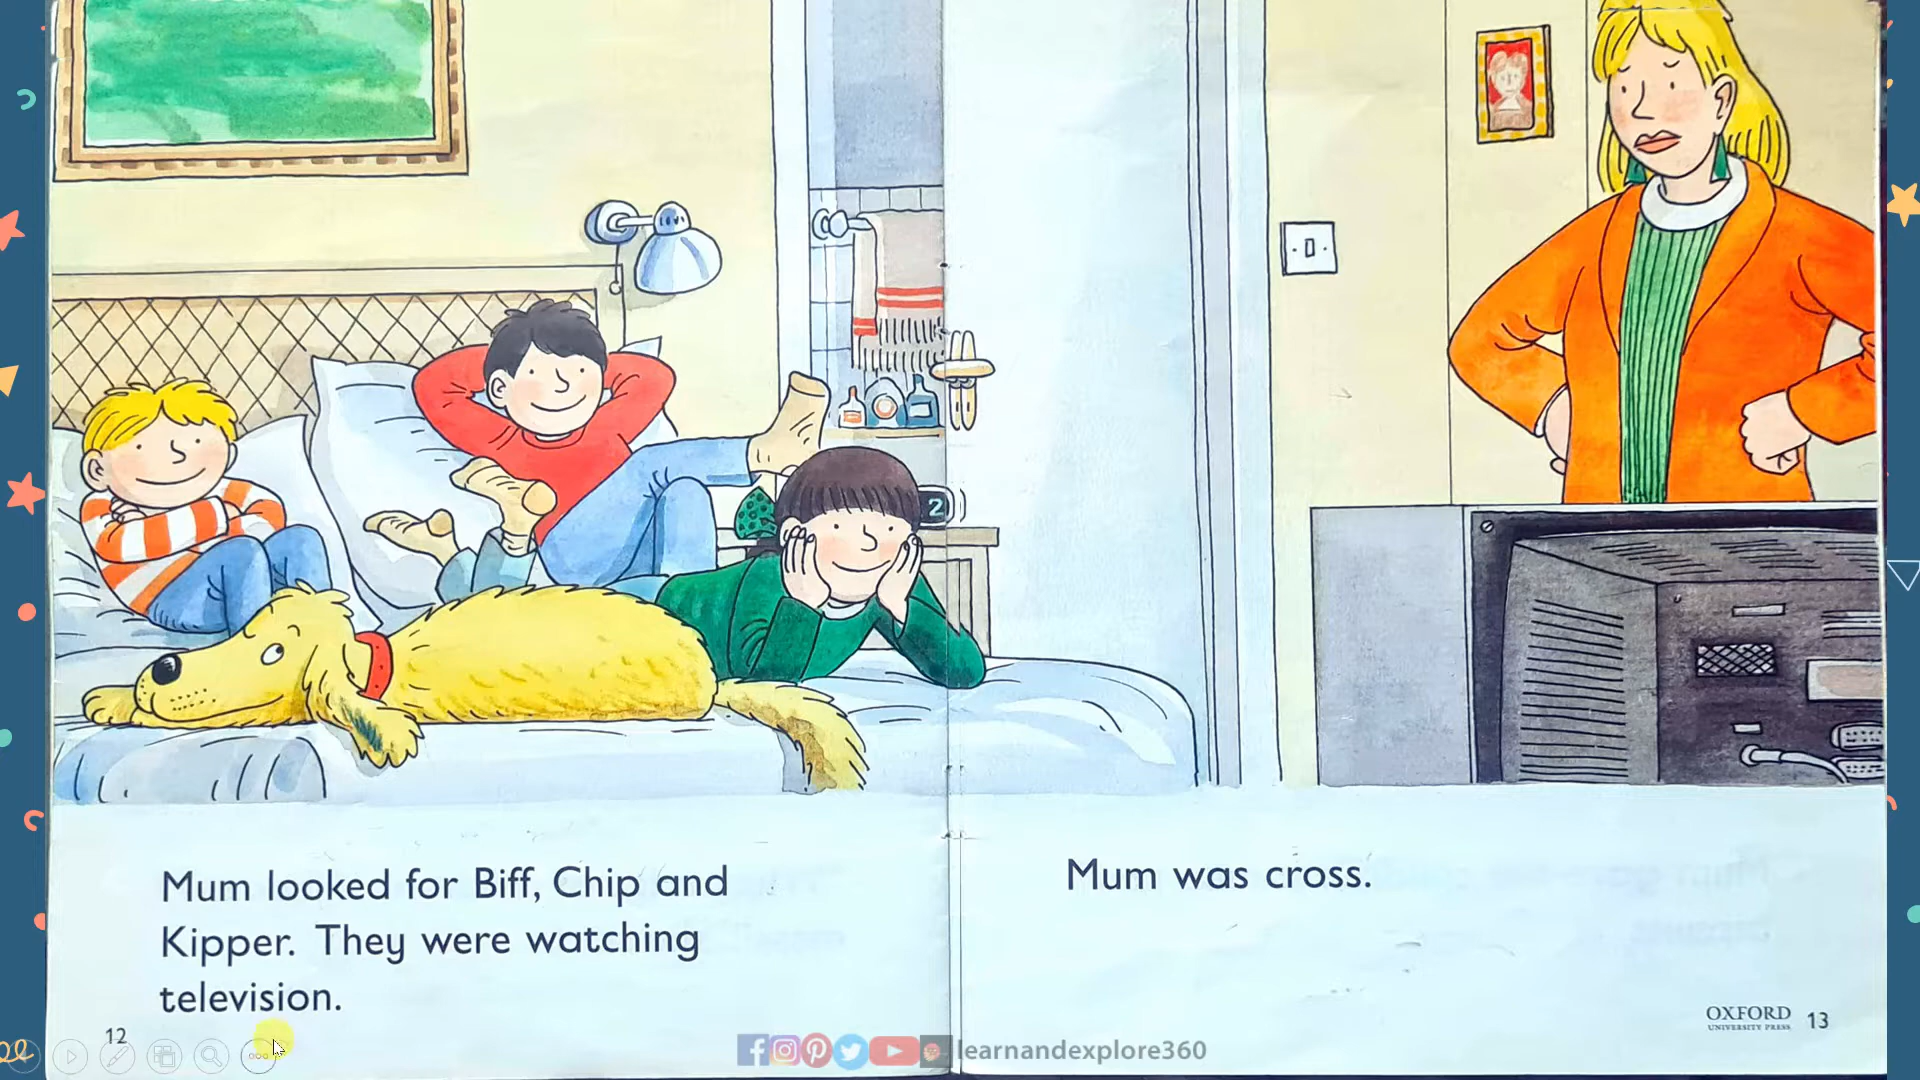 Mum looked for Biff, Chip and
Kipper. They were watching
television.
12
2
Mum was cross.
OXFORD
UNIVERSITY PRESS
13
learnandexplore360